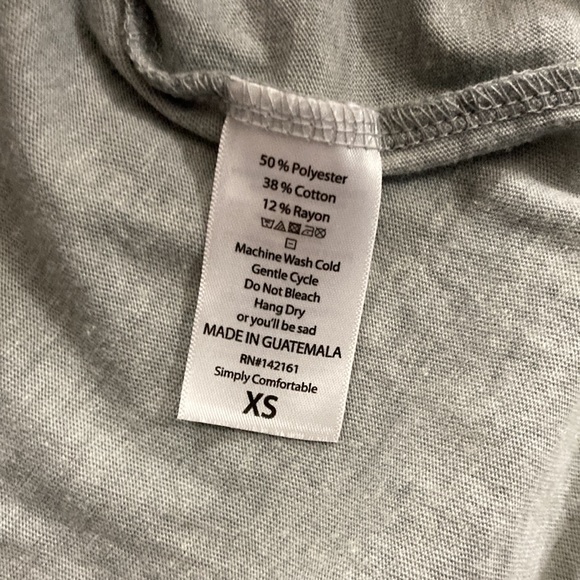 50 % Polyester
38 % Cotton
12 % Rayon
Machine Wash Cold
Gentle Cycle
Do Not Bleach
Hang Dry
or you'll be sad
MADE IN GUATEMALA
RN#142161
Simply Comfortable
XS